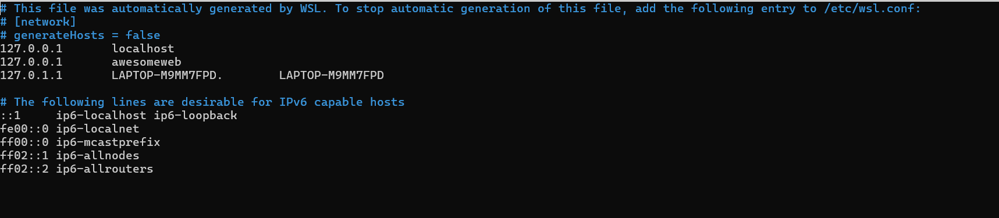 # This file was automatically generated by WSL. To stop automatic generation of this file, add the following entry to /etc/wsl.conf:
# [network]
# generateHosts = false
127.0.0.1       localhost
127.0.0.1       awesomeweb
127.0.1.1       LAPTOP-M9MM7FPD.        LAPTOP-M9MM7FPD

# The following lines are desirable for IPv6 capable hosts
::1     ip6-localhost ip6-loopback
fe00::0 ip6-localnet
ff00::0 ip6-mcastprefix
ff02::1 ip6-allnodes
ff02::2 ip6-allrouters